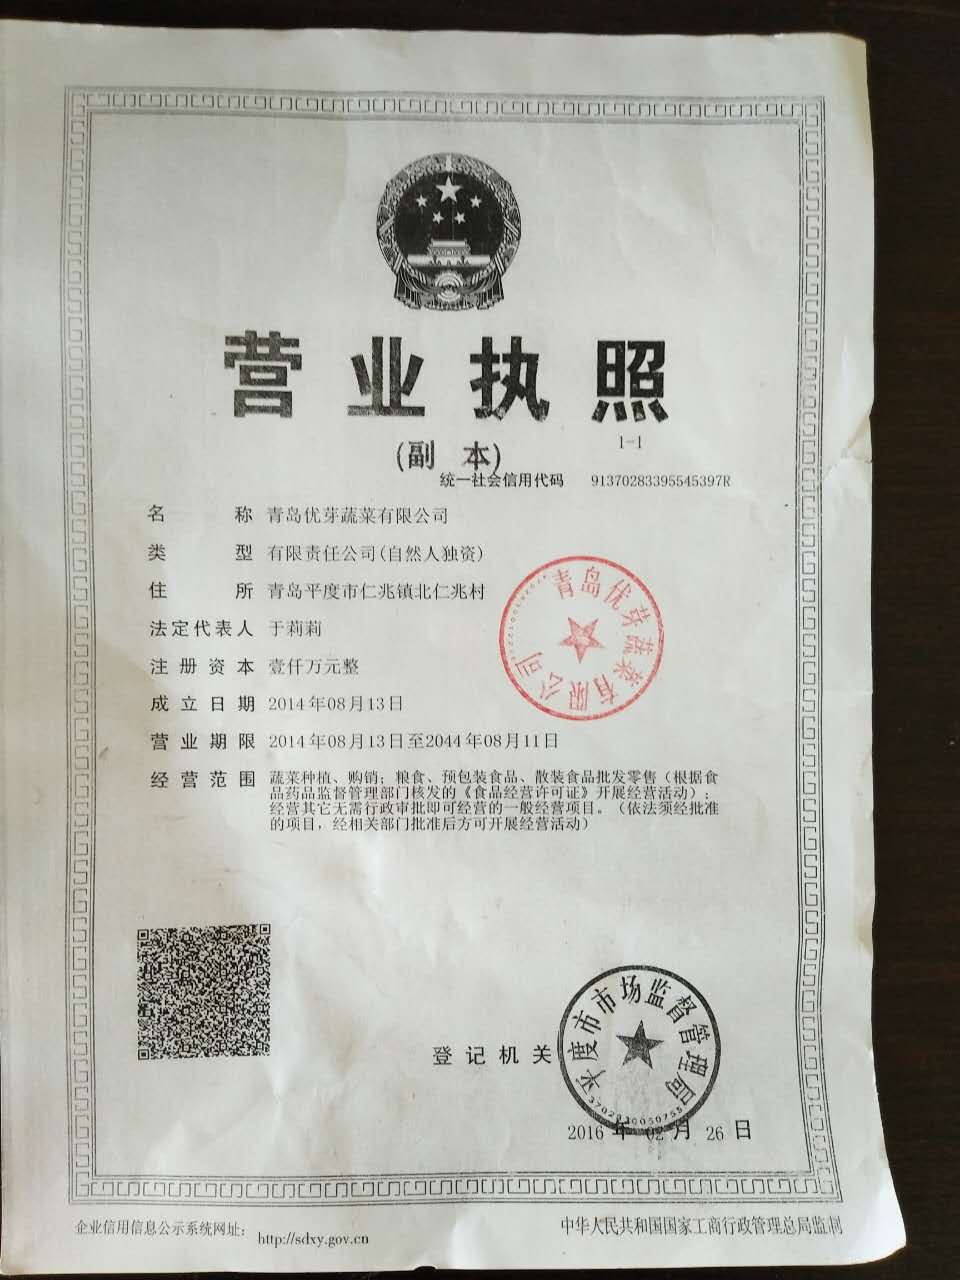 营业执照
(副 本)
1-1
统一社会信用代码 91370283395545397R
名 称 青岛优芽蔬菜有限公司
类 型 有限责任公司(自然人独资)
住 所 青岛平度市仁兆镇北仁兆村
法定代表人 于莉莉
注册资本 壹仟万元整
成立日期 2014年08月13日
营业期限 2014年08月13日至2044年08月11日
经营范围 蔬菜种植、购销；粮食、预包装食品、散装食品批发零售（根据食
品药品监督管理部门核发的《食品经营许可证》开展经营活动）；
经营其它无需行政审批即可经营的一般经营项目。（依法须经批准
的项目，经相关部门批准后方可开展经营活动）
青岛优芽蔬菜有限公司
登记机关
平度市市场监督管理局
2016 年 02 月 26 日
企业信用信息公示系统网址：
http://sdxy.gov.cn
中华人民共和国国家工商行政管理总局监制